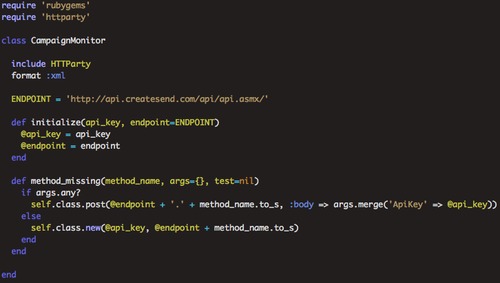 require 'rubygems'
require 'httparty'

class CampaignMonitor

  include HTTParty
  format :xml

  ENDPOINT = 'http://api.createsend.com/api/api.asmx/'

  def initialize(api_key, endpoint=ENDPOINT)
    @api_key = api_key
    @endpoint = endpoint
  end

  def method_missing(method_name, args={}, test=nil)
    if args.any?
      self.class.post(@endpoint + '.' + method_name.to_s, :body => args.merge('ApiKey' => @api_key))
    else
      self.class.new(@api_key, @endpoint + method_name.to_s)
    end
  end

end